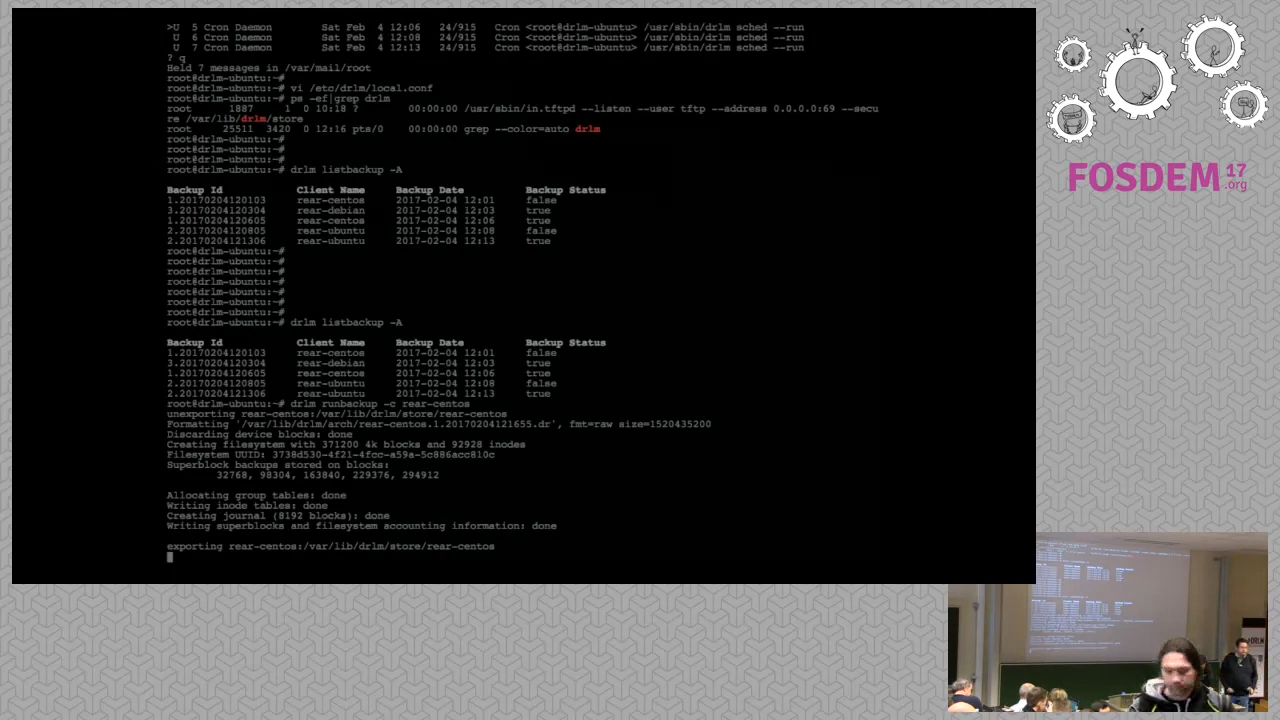 >U  5 Cron Daemon       Sat Feb  4 12:06   24/915   Cron <root@drlm-ubuntu> /usr/sbin/drlm sched --run
 U  6 Cron Daemon       Sat Feb  4 12:08   24/915   Cron <root@drlm-ubuntu> /usr/sbin/drlm sched --run
 U  7 Cron Daemon       Sat Feb  4 12:13   24/915   Cron <root@drlm-ubuntu> /usr/sbin/drlm sched --run
? q
Held 7 messages in /var/mail/root
root@drlm-ubuntu:~#
root@drlm-ubuntu:~# vi /etc/drlm/local.conf
root@drlm-ubuntu:~# ps -ef|grep drlm
root      1887     1  0 10:18 ?        00:00:00 /usr/sbin/in.tftpd --listen --user tftp --address 0.0.0.0:69 --secu
re /var/lib/drlm/store
root     25511  3420  0 12:16 pts/0    00:00:00 grep --color=auto drlm
root@drlm-ubuntu:~#
root@drlm-ubuntu:~#
root@drlm-ubuntu:~#
root@drlm-ubuntu:~# drlm listbackup -A
Backup Id            Client Name     Backup Date          Backup Status
1.20170204120103     rear-centos     2017-02-04 12:01     false
3.20170204120304     rear-debian     2017-02-04 12:03     true
1.20170204120605     rear-centos     2017-02-04 12:06     true
2.20170204120805     rear-ubuntu     2017-02-04 12:08     false
2.20170204121306     rear-ubuntu     2017-02-04 12:13     true
root@drlm-ubuntu:~#
root@drlm-ubuntu:~#
root@drlm-ubuntu:~#
root@drlm-ubuntu:~#
root@drlm-ubuntu:~#
root@drlm-ubuntu:~#
root@drlm-ubuntu:~#
root@drlm-ubuntu:~# drlm listbackup -A
Backup Id            Client Name     Backup Date          Backup Status
1.20170204120103     rear-centos     2017-02-04 12:01     false
3.20170204120304     rear-debian     2017-02-04 12:03     true
1.20170204120605     rear-centos     2017-02-04 12:06     true
2.20170204120805     rear-ubuntu     2017-02-04 12:08     false
2.20170204121306     rear-ubuntu     2017-02-04 12:13     true
root@drlm-ubuntu:~# drlm runbackup -c rear-centos
unexporting rear-centos:/var/lib/drlm/store/rear-centos
Formatting '/var/lib/drlm/arch/rear-centos.1.20170204121655.dr', fmt=raw size=1520435200
Discarding device blocks: done
Creating filesystem with 371200 4k blocks and 92928 inodes
Filesystem UUID: 3738d530-4f21-4fcc-a59a-5c886acc810c
Superblock backups stored on blocks:
        32768, 98304, 163840, 229376, 294912
Allocating group tables: done
Writing inode tables: done
Creating journal (8192 blocks): done
Writing superblocks and filesystem accounting information: done
exporting rear-centos:/var/lib/drlm/store/rear-centos
FOSDEM 17
.org
DRLM